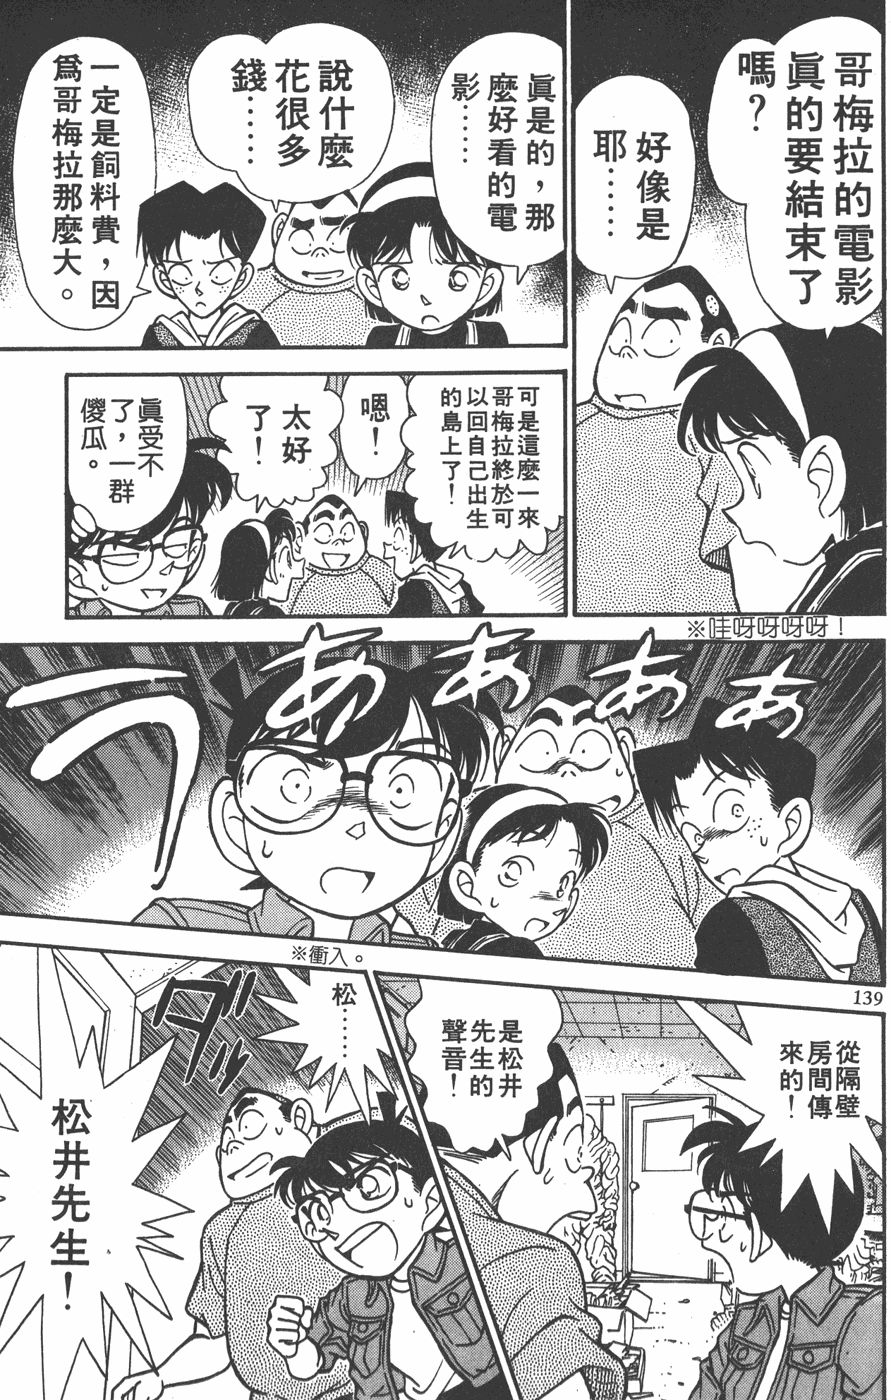 哥梅拉的電影
眞的要結束了
嗎？
好像是
耶……
眞是的，那
麼好看的電
影……
說什麼
花很多
錢……
一定是飼料費，因
爲哥梅拉那麼大。
可是這麼一來
哥梅拉終於可
以回自己出生
的島上了！
嗯！
太好
了！
眞受不
了，一群
傻瓜。
※哇呀呀呀呀！
うあぁぁぁ
139
從隔壁
房間傳
來的！
是松井
先生的
聲音！
※衝入。
ダッ
松……
松井先生！